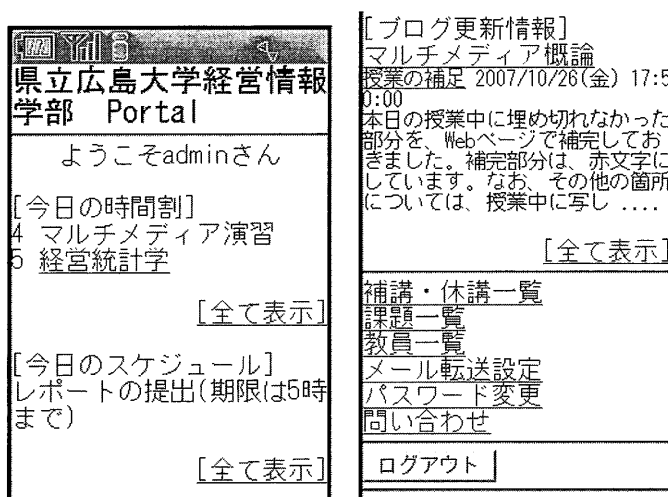 県立広島大学経営情報
学部 Portal
ようこそadminさん
[今日の時間割]
4 マルチメディア演習
5 経営統計学
[全て表示]
[今日のスケジュール]
レポートの提出(期限は5時
まで)
[全て表示]
[ブログ更新情報]
マルチメディア概論
授業の補足 2007/10/26(金) 17:5
0:00
本日の授業中に埋め切れなかった
部分を、Webページで補完してお
きました。補完部分は、赤文字に
しています。なお、その他の箇所
については、授業中に写し ....
[全て表示]
補講・休講一覧
課題一覧
教員一覧
メール転送設定
パスワード変更
問い合わせ
ログアウト